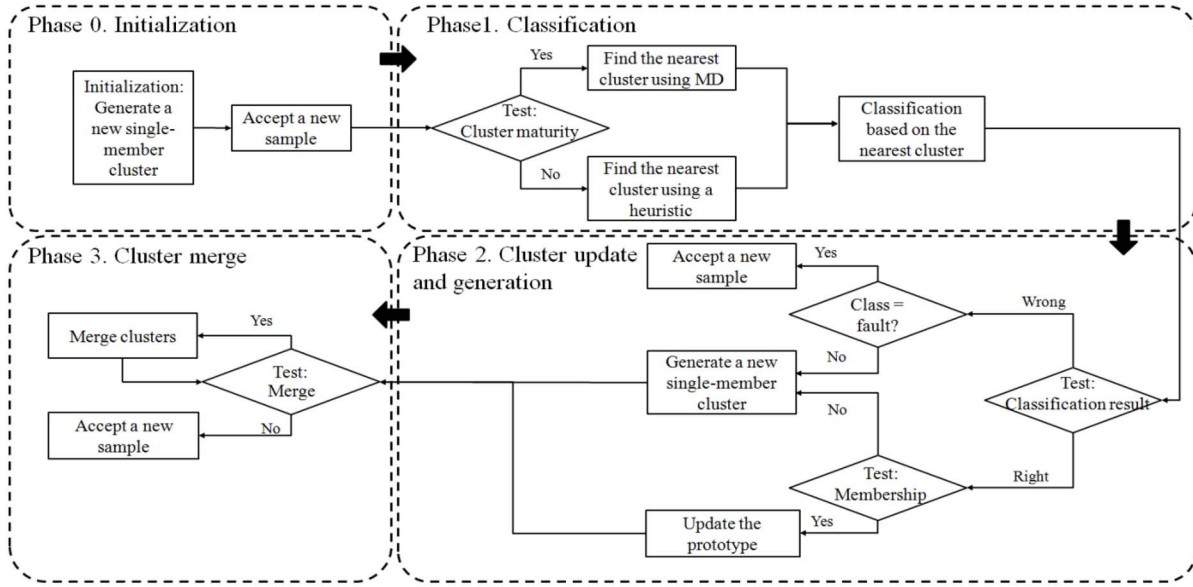 Phase 0. Initialization
Initialization:
Generate a
new single-
member
cluster
Accept a new
sample
Phase1. Classification
Test:
Cluster maturity
Yes
Find the nearest
cluster using MD
No
Find the nearest
cluster using a
heuristic
Classification
based on the
nearest cluster
Phase 2. Cluster update
and generation
Accept a new
sample
Yes
Class =
fault?
Wrong
No
Generate a new
single-member
cluster
Test:
Classification result
No
Right
Test:
Membership
Yes
Update the
prototype
Phase 3. Cluster merge
Merge clusters
Yes
Test:
Merge
No
Accept a new
sample